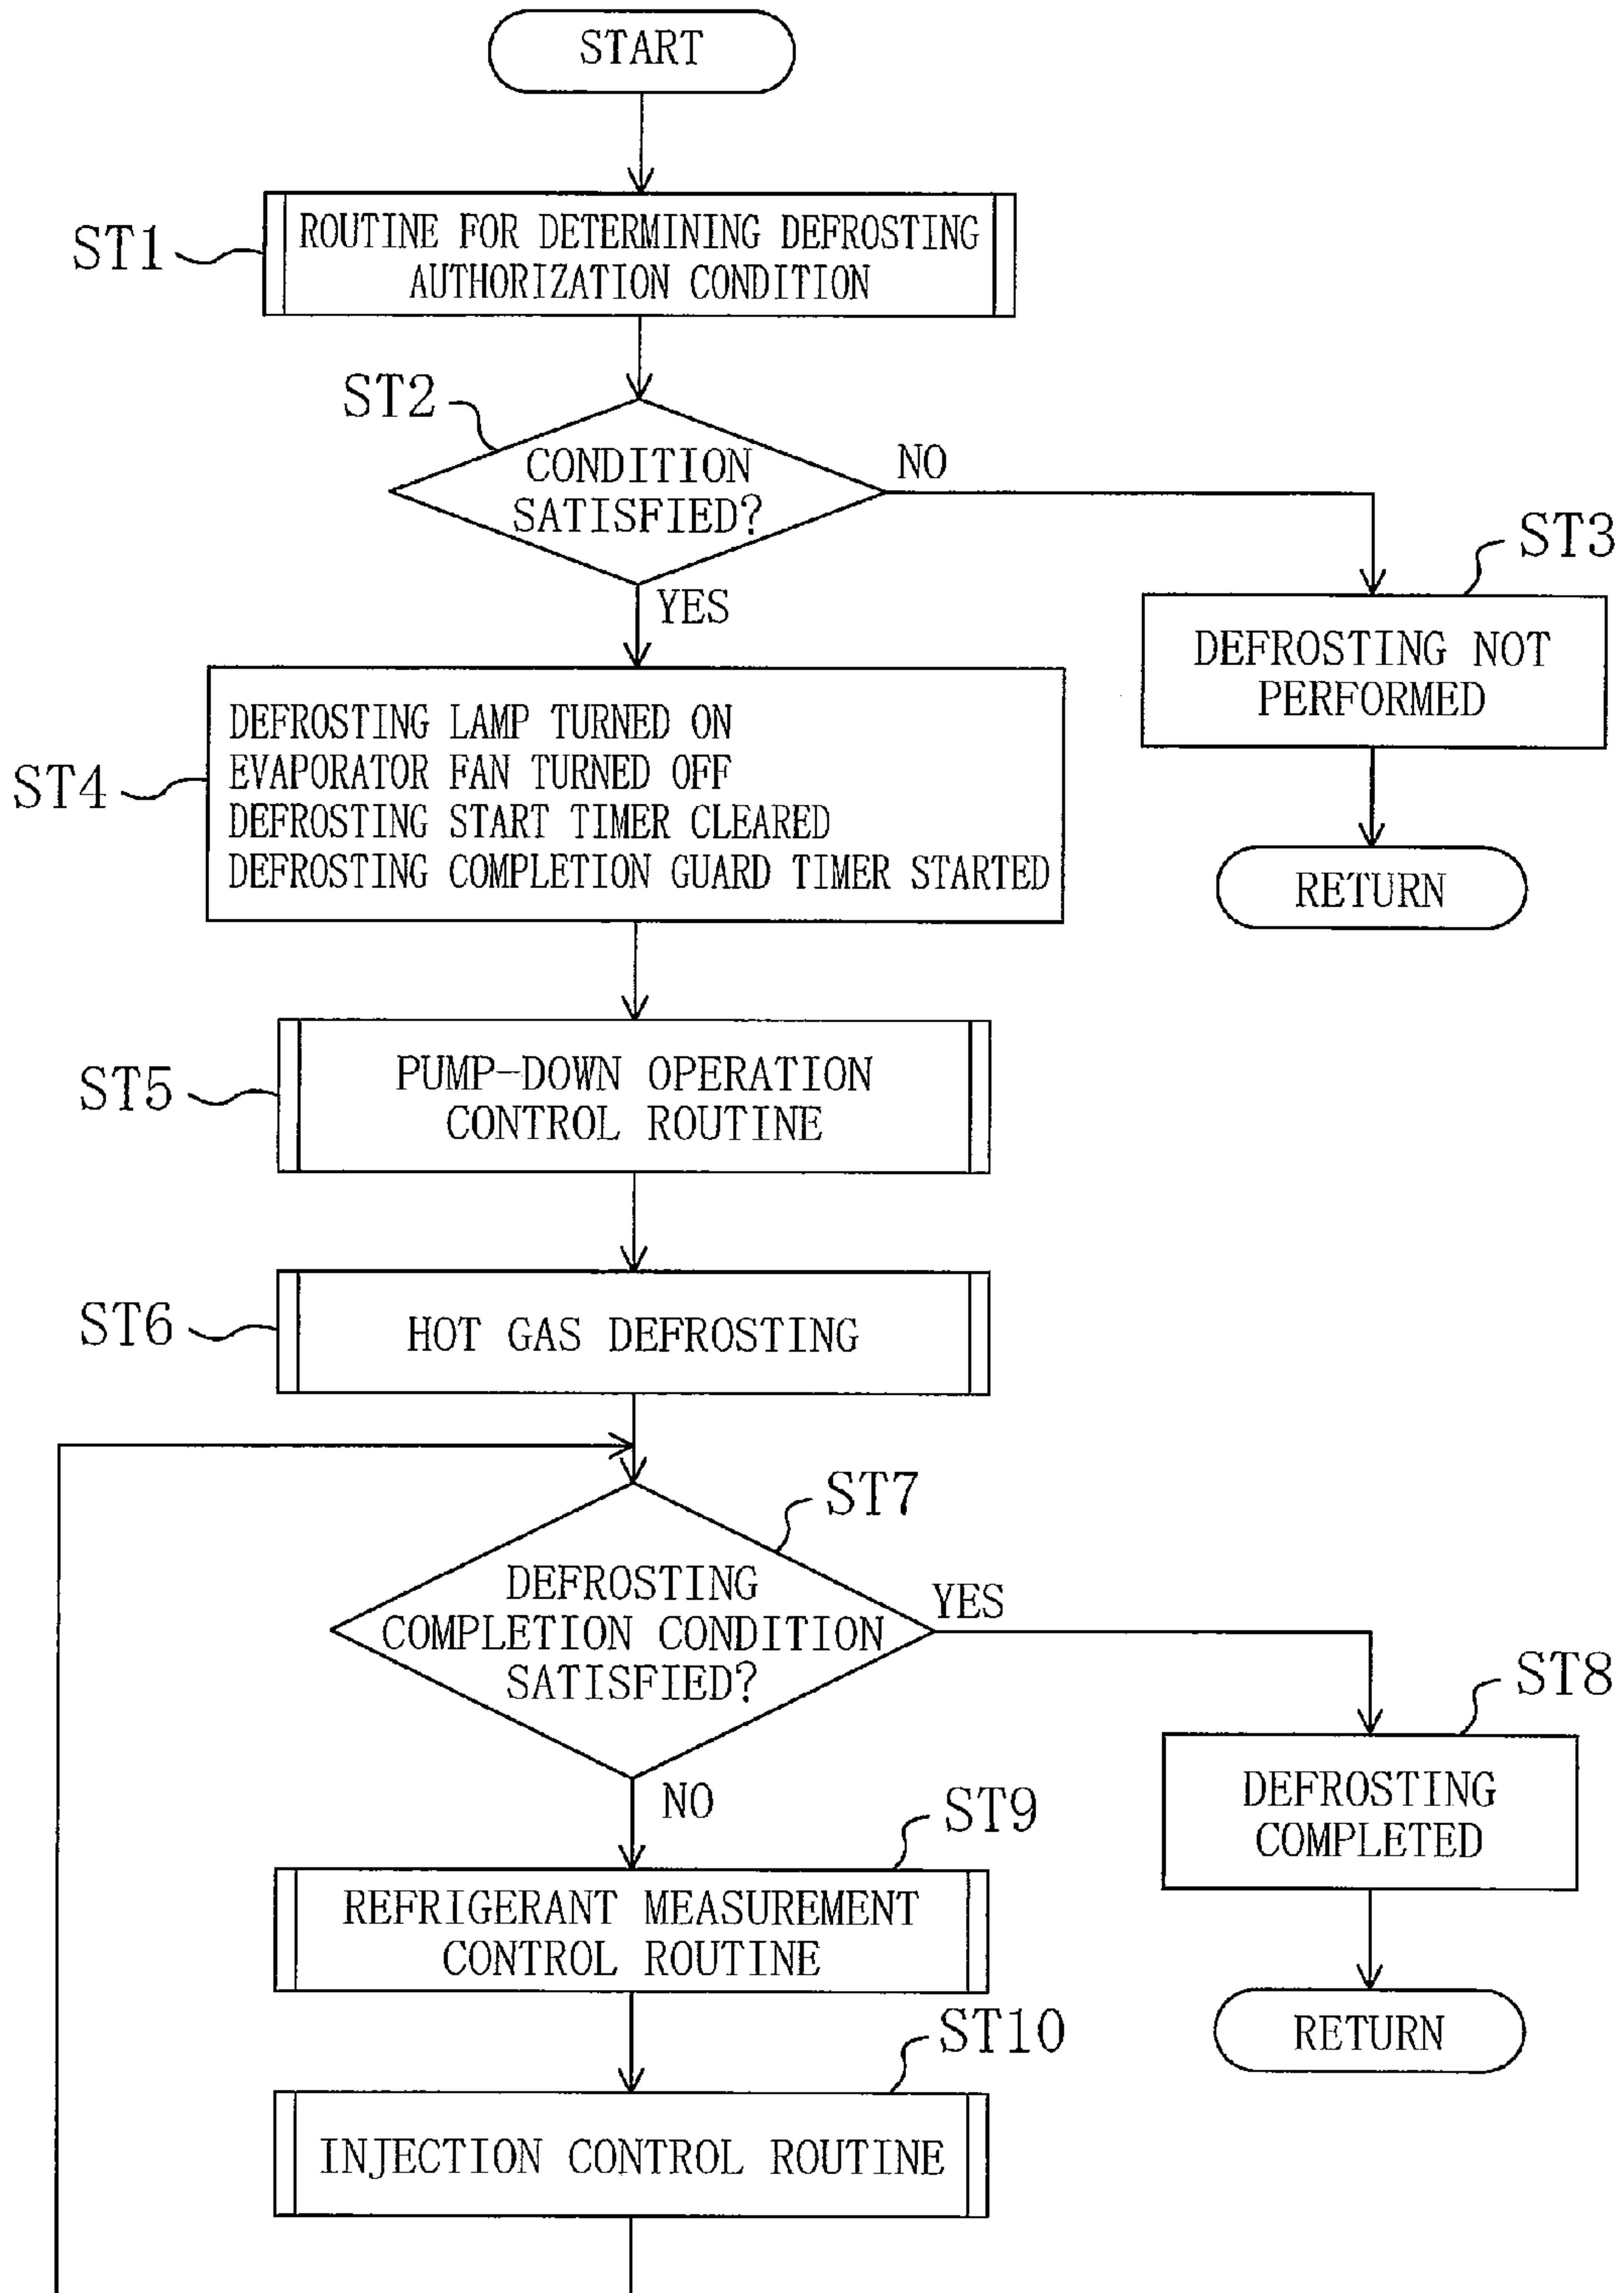 START
ST1
ROUTINE FOR DETERMINING DEFROSTING
AUTHORIZATION CONDITION
ST2
CONDITION
SATISFIED?
NO
YES
ST3
DEFROSTING NOT
PERFORMED
RETURN
ST4
DEFROSTING LAMP TURNED ON
EVAPORATOR FAN TURNED OFF
DEFROSTING START TIMER CLEARED
DEFROSTING COMPLETION GUARD TIMER STARTED
ST5
PUMP-DOWN OPERATION
CONTROL ROUTINE
ST6
HOT GAS DEFROSTING
ST7
DEFROSTING
COMPLETION CONDITION
SATISFIED?
YES
NO
ST8
DEFROSTING
COMPLETED
RETURN
ST9
REFRIGERANT MEASUREMENT
CONTROL ROUTINE
ST10
INJECTION CONTROL ROUTINE